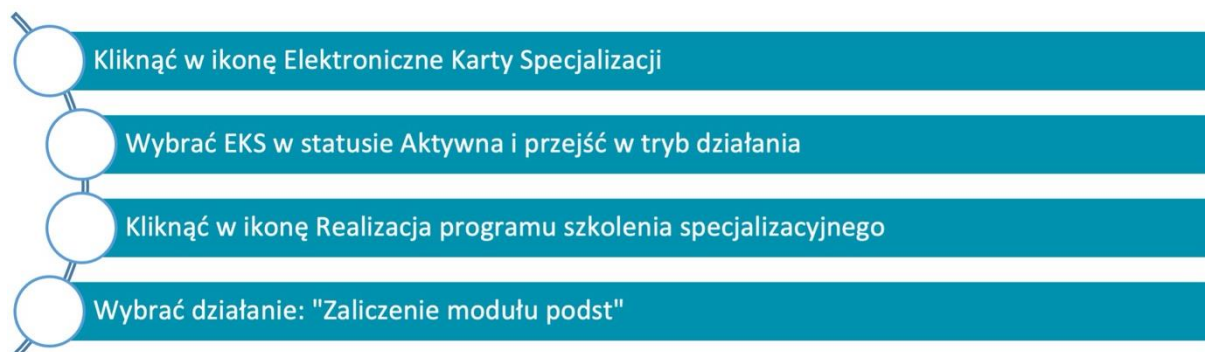 Kliknąć w ikonę Elektroniczne Karty Specjalizacji
Wybrać EKS w statusie Aktywna i przejść w tryb działania
Kliknąć w ikonę Realizacja programu szkolenia specjalizacyjnego
Wybrać działanie: "Zaliczenie modułu podst"